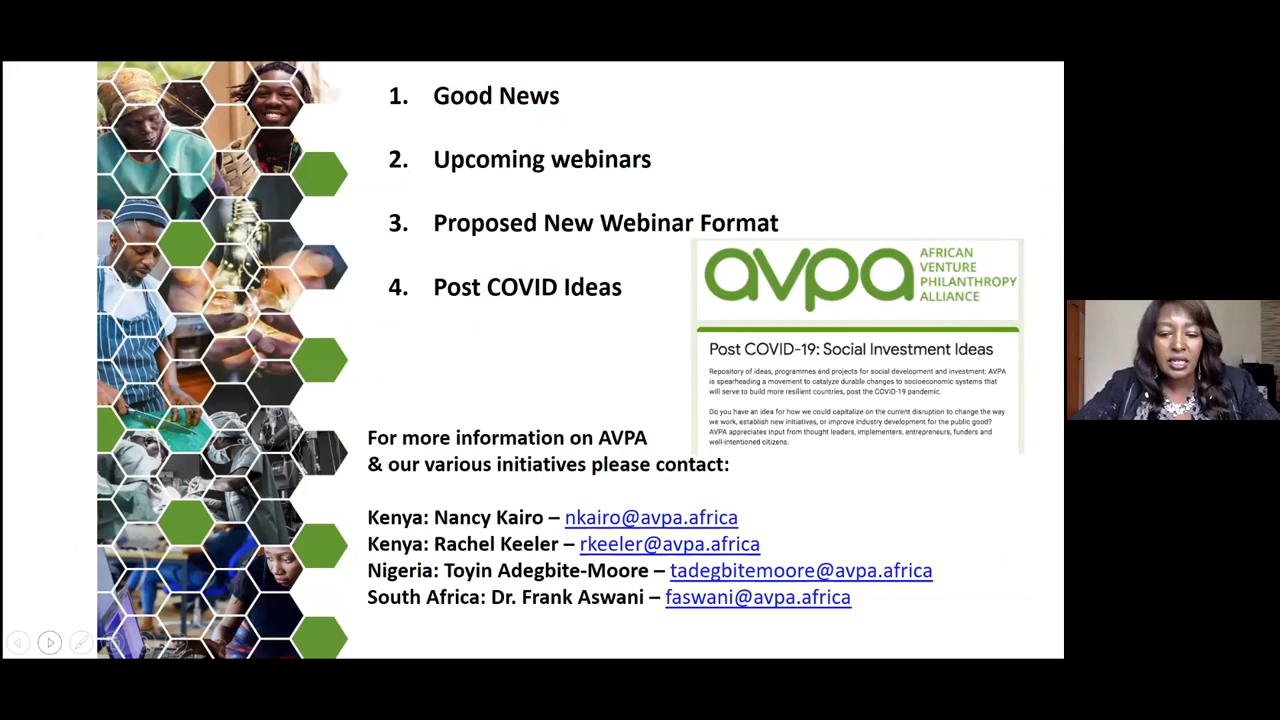 1. Good News
2. Upcoming webinars
3. Proposed New Webinar Format
4. Post COVID Ideas
avpa
AFRICAN
VENTURE
PHILANTHROPY
ALLIANCE
Post COVID-19: Social Investment Ideas
Repository of ideas, programmes and projects for social development and investment: AVPA
is spearheading a movement to catalyze durable changes to socioeconomic systems that
will serve to build more resilient countries, post the COVID-19 pandemic.
Do you have an idea for how we could capitalize on the current disruption to change the way
we work, establish new initiatives, or improve industry development for the public good?
AVPA appreciates input from thought leaders, implementers, entrepreneurs, funders and
well-intentioned citizens.
For more information on AVPA
& our various initiatives please contact:
Kenya: Nancy Kairo – nkairo@avpa.africa
Kenya: Rachel Keeler – rkeeler@avpa.africa
Nigeria: Toyin Adegbite-Moore – tadegbitemoore@avpa.africa
South Africa: Dr. Frank Aswani – faswani@avpa.africa